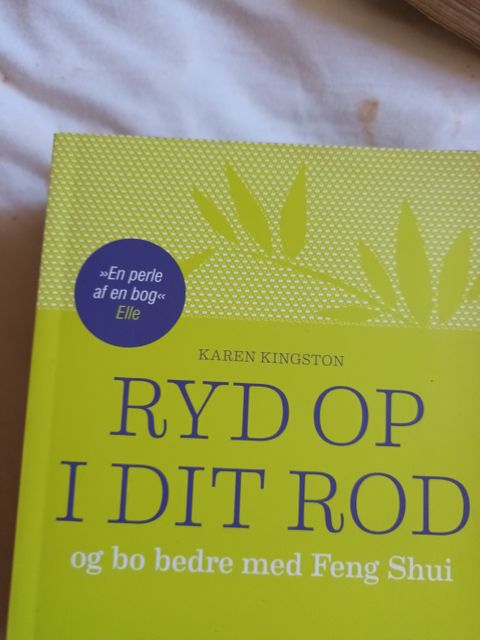 »En perle
af en bog«
Elle
KAREN KINGSTON
RYD OP
I DIT ROD
og bo bedre med Feng Shui